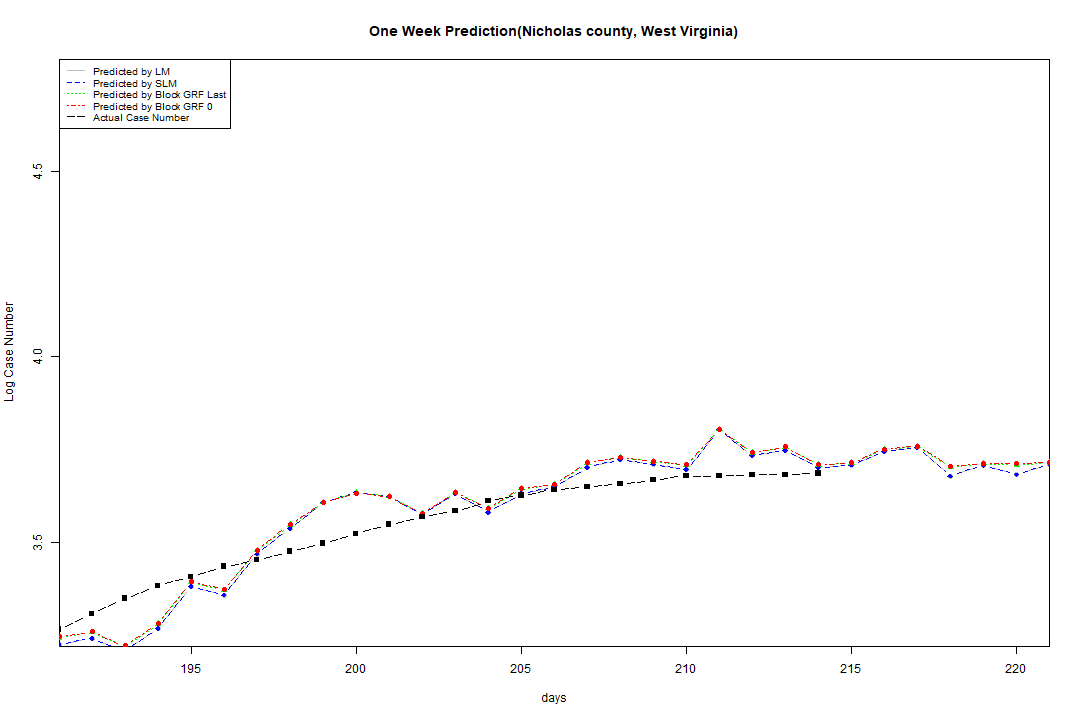 One Week Prediction(Nicholas county, West Virginia)
Predicted by LM
Predicted by SLM
Predicted by Block GRF Last
Predicted by Block GRF 0
Actual Case Number
4.5
4.0
3.5
Log Case Number
195 200 205 210 215 220
days